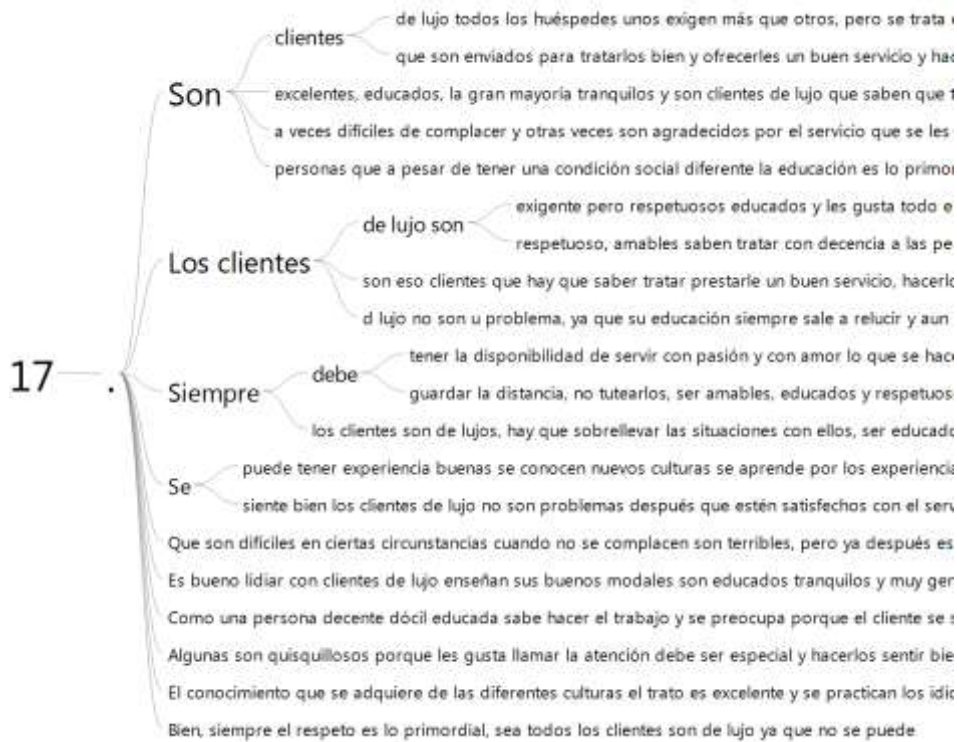 17 .
Son
clientes
de lujo todos los huéspedes unos exigen más que otros, pero se trata
que son enviados para tratarlos bien y ofrecerles un buen servicio y
excelentes, educados, la gran mayoría tranquilos y son clientes de lujo que saben que
a veces difíciles de complacer y otras veces son agradecidos por el servicio que se les
personas que a pesar de tener una condición social diferente la educación es lo
Los clientes
de lujo son
exigente pero respetuosos educados y les gusta todo
respetuoso, amables saben tratar con decencia a las
son eso clientes que hay que saber tratar prestarle un buen servicio,
d lujo no son u problema, ya que su educación siempre sale a relucir y aun
Siempre
debe
tener la disponibilidad de servir con pasión y con amor lo que se
guardar la distancia, no tutearlos, ser amables, educados y
los clientes son de lujos, hay que sobrellevar las situaciones con ellos, ser
Se
puede tener experiencia buenas se conocen nuevos culturas se aprende por los
siente bien los clientes de lujo no son problemas después que estén satisfechos con el
Que son difíciles en ciertas circunstancias cuando no se complacen son terribles, pero ya después
Es bueno lidiar con clientes de lujo enseñan sus buenos modales son educados tranquilos y muy
Como una persona decente dócil educada sabe hacer el trabajo y se preocupa porque el cliente se
Algunas son quisquillosos porque les gusta llamar la atención debe ser especial y hacerlos sentir
El conocimiento que se adquiere de las diferentes culturas el trato es excelente y se practican los
Bien, siempre el respeto es lo primordial, sea todos los clientes son de lujo ya que no se puede